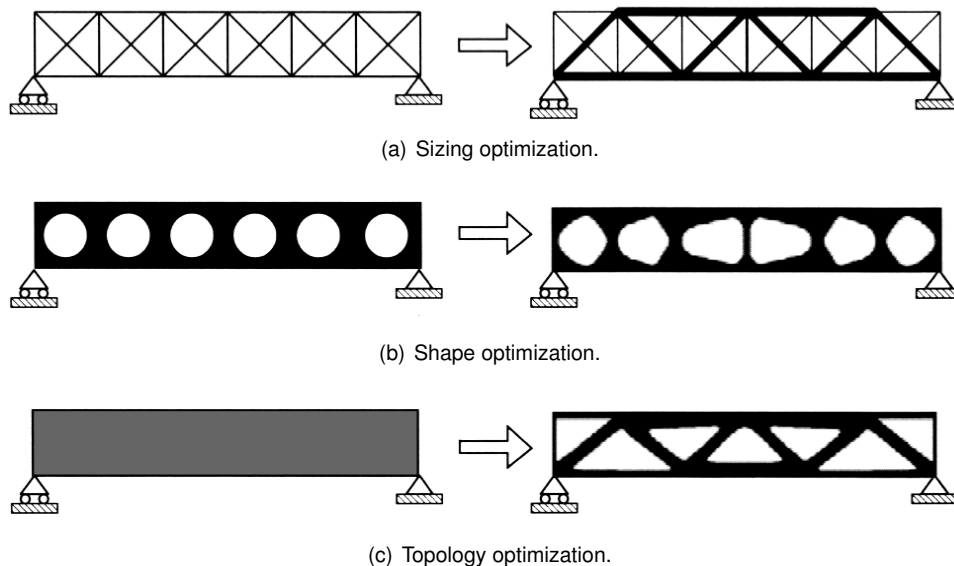 (a) Sizing optimization.
(b) Shape optimization.
(c) Topology optimization.